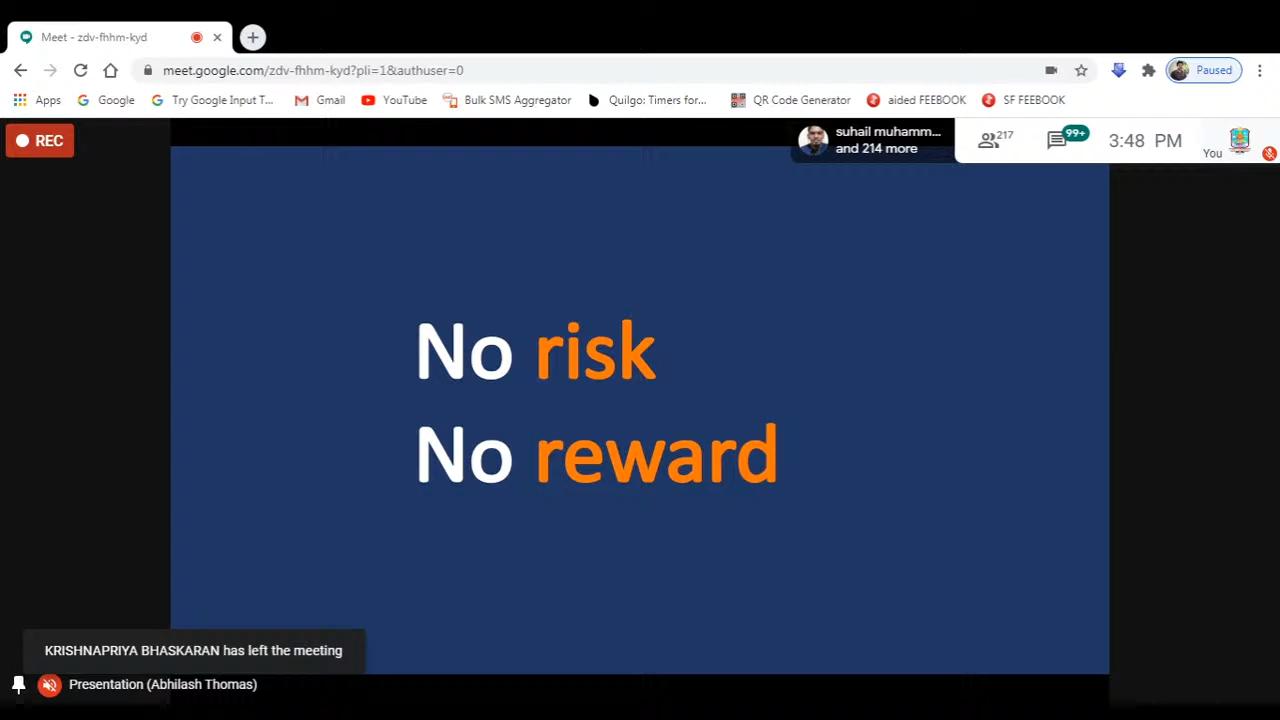 Meet - zdv-fhhm-kyd
meet.google.com/zdv-fhhm-kyd?pli=1&authuser=0
Paused
Apps
Google
Try Google Input T...
Gmail
YouTube
Bulk SMS Aggregator
Quilgo: Timers for...
QR Code Generator
aided FEEBOOK
SF FEEBOOK
REC
suhail muhamm...
and 214 more
217
99+
3:48 PM
You
No risk
No reward
KRISHNAPRIYA BHASKARAN has left the meeting
Presentation (Abhilash Thomas)